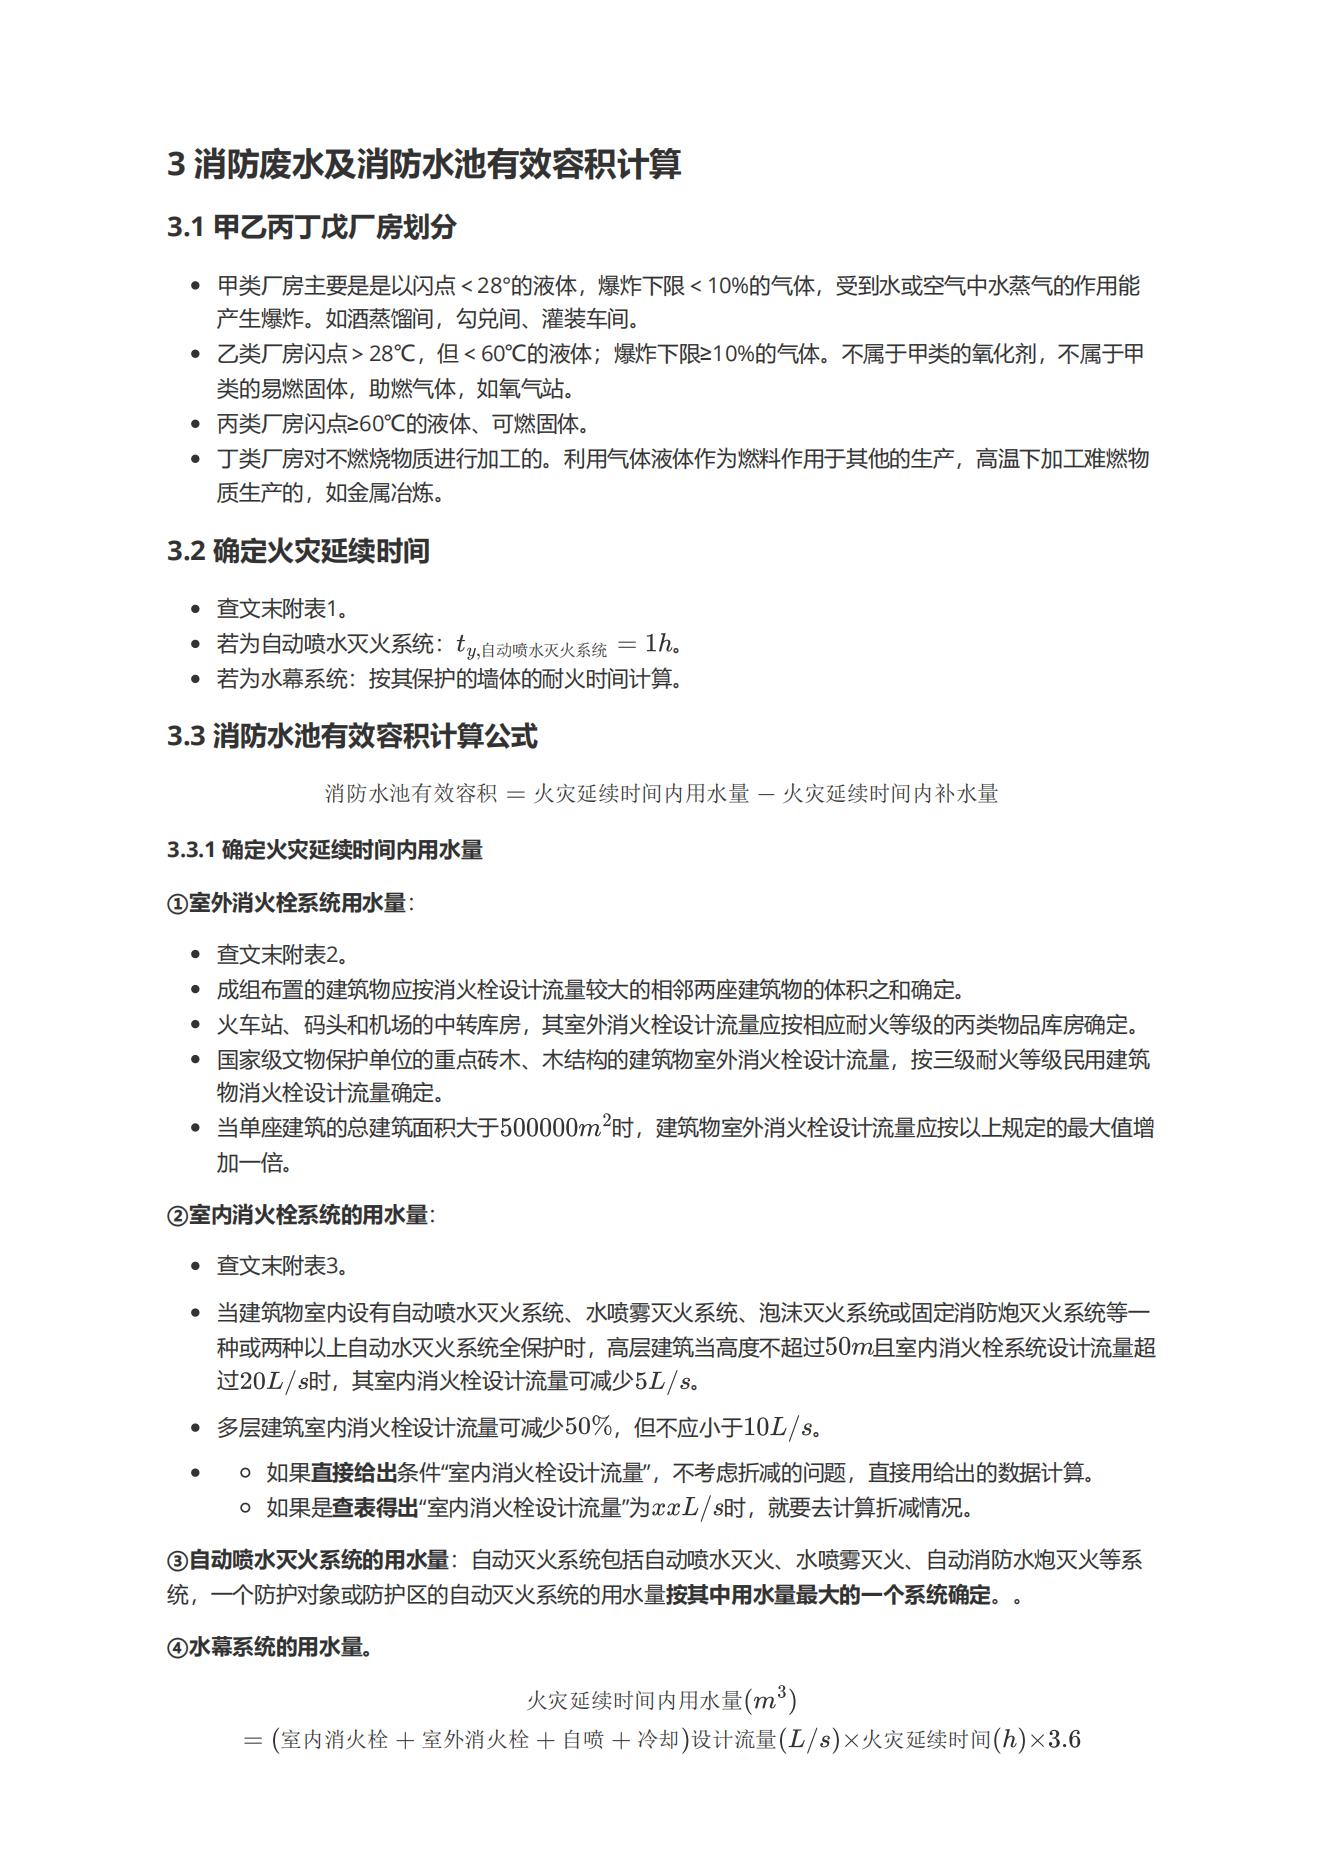 3 消防废水及消防水池有效容积计算
3.1 甲乙丙丁戊厂房划分
甲类厂房主要是是以闪点 < 28°的液体，爆炸下限 < 10%的气体，受到水或空气中水蒸气的作用能
产生爆炸。如酒蒸馏间，勾兑间、灌装车间。
乙类厂房闪点 > 28℃，但 < 60℃的液体；爆炸下限≥10%的气体。不属于甲类的氧化剂，不属于甲
类的易燃固体，助燃气体，如氧气站。
丙类厂房闪点≥60℃的液体、可燃固体。
丁类厂房对不燃烧物质进行加工的。利用气体液体作为燃料作用于其他的生产，高温下加工难燃物
质生产的，如金属冶炼。
3.2 确定火灾延续时间
查文末附表1。
若为自动喷水灭火系统：t_{y,自动喷水灭火系统} = 1h。
若为水幕系统：按其保护的墙体的耐火时间计算。
3.3 消防水池有效容积计算公式
消防水池有效容积 = 火灾延续时间内用水量 − 火灾延续时间内补水量
3.3.1 确定火灾延续时间内用水量
①室外消火栓系统用水量：
查文末附表2。
成组布置的建筑物应按消火栓设计流量较大的相邻两座建筑物的体积之和确定。
火车站、码头和机场的中转库房，其室外消火栓设计流量应按相应耐火等级的丙类物品库房确定。
国家级文物保护单位的重点砖木、木结构的建筑物室外消火栓设计流量，按三级耐火等级民用建筑
物消火栓设计流量确定。
当单座建筑的总建筑面积大于500000m²时，建筑物室外消火栓设计流量应按以上规定的最大值增
加一倍。
②室内消火栓系统的用水量：
查文末附表3。
当建筑物室内设有自动喷水灭火系统、水喷雾灭火系统、泡沫灭火系统或固定消防炮灭火系统等一
种或两种以上自动水灭火系统全保护时，高层建筑当高度不超过50m且室内消火栓系统设计流量超
过20L/s时，其室内消火栓设计流量可减少5L/s。
多层建筑室内消火栓设计流量可减少50%，但不应小于10L/s。
如果直接给出条件“室内消火栓设计流量”，不考虑折减的问题，直接用给出的数据计算。
如果是查表得出“室内消火栓设计流量”为xxL/s时，就要去计算折减情况。
③自动喷水灭火系统的用水量：自动灭火系统包括自动喷水灭火、水喷雾灭火、自动消防水炮灭火等系
统，一个防护对象或防护区的自动灭火系统的用水量按其中用水量最大的一个系统确定。。
④水幕系统的用水量。
火灾延续时间内用水量(m³)
= (室内消火栓 + 室外消火栓 + 自喷 + 冷却)设计流量(L/s)×火灾延续时间(h)×3.6